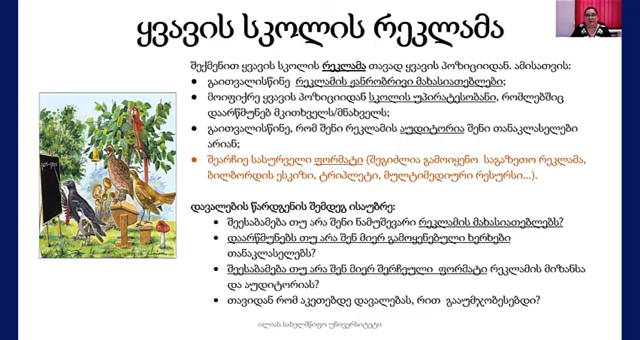 ყვავის სკოლის რეკლამა
შექმენით ყვავის სკოლის რეკლამა თავად ყვავის პოზიციიდან. ამისათვის:
● გაითვალისწინე რეკლამის ჟანრობრივი მახასიათებლები;
● მოიფიქრე ყვავის პოზიციიდან სკოლის უპირატესობანი, რომლებშიც
დაარწმუნებ მკითხველს/მნახველს;
● გაითვალისწინე, რომ შენი რეკლამის აუდიტორია შენი თანაკლასელები
არიან;
● შეარჩიე სასურველი ფორმატი (შეგიძლია გამოიყენო საგაზეთო რეკლამა,
ბილბორდის ესკიზი, ტრიპლეტი, მულტიმედიური რესურსი...).
დავალების წარდგენის შემდეგ ისაუბრე:
● შეესაბამება თუ არა შენი ნამუშევარი რეკლამის მახასიათებლებს?
● დაარწმუნებს თუ არა შენ მიერ გამოყენებული ხერხები
თანაკლასელებს?
● შეესაბამება თუ არა შენ მიერ შერჩეული ფორმატი რეკლამის მიზანსა
და აუდიტორიას?
● თავიდან რომ აკეთებდე დავალებას, რით გააუმჯობესებდი?
ილიას სახელმწიფო უნივერსიტეტი